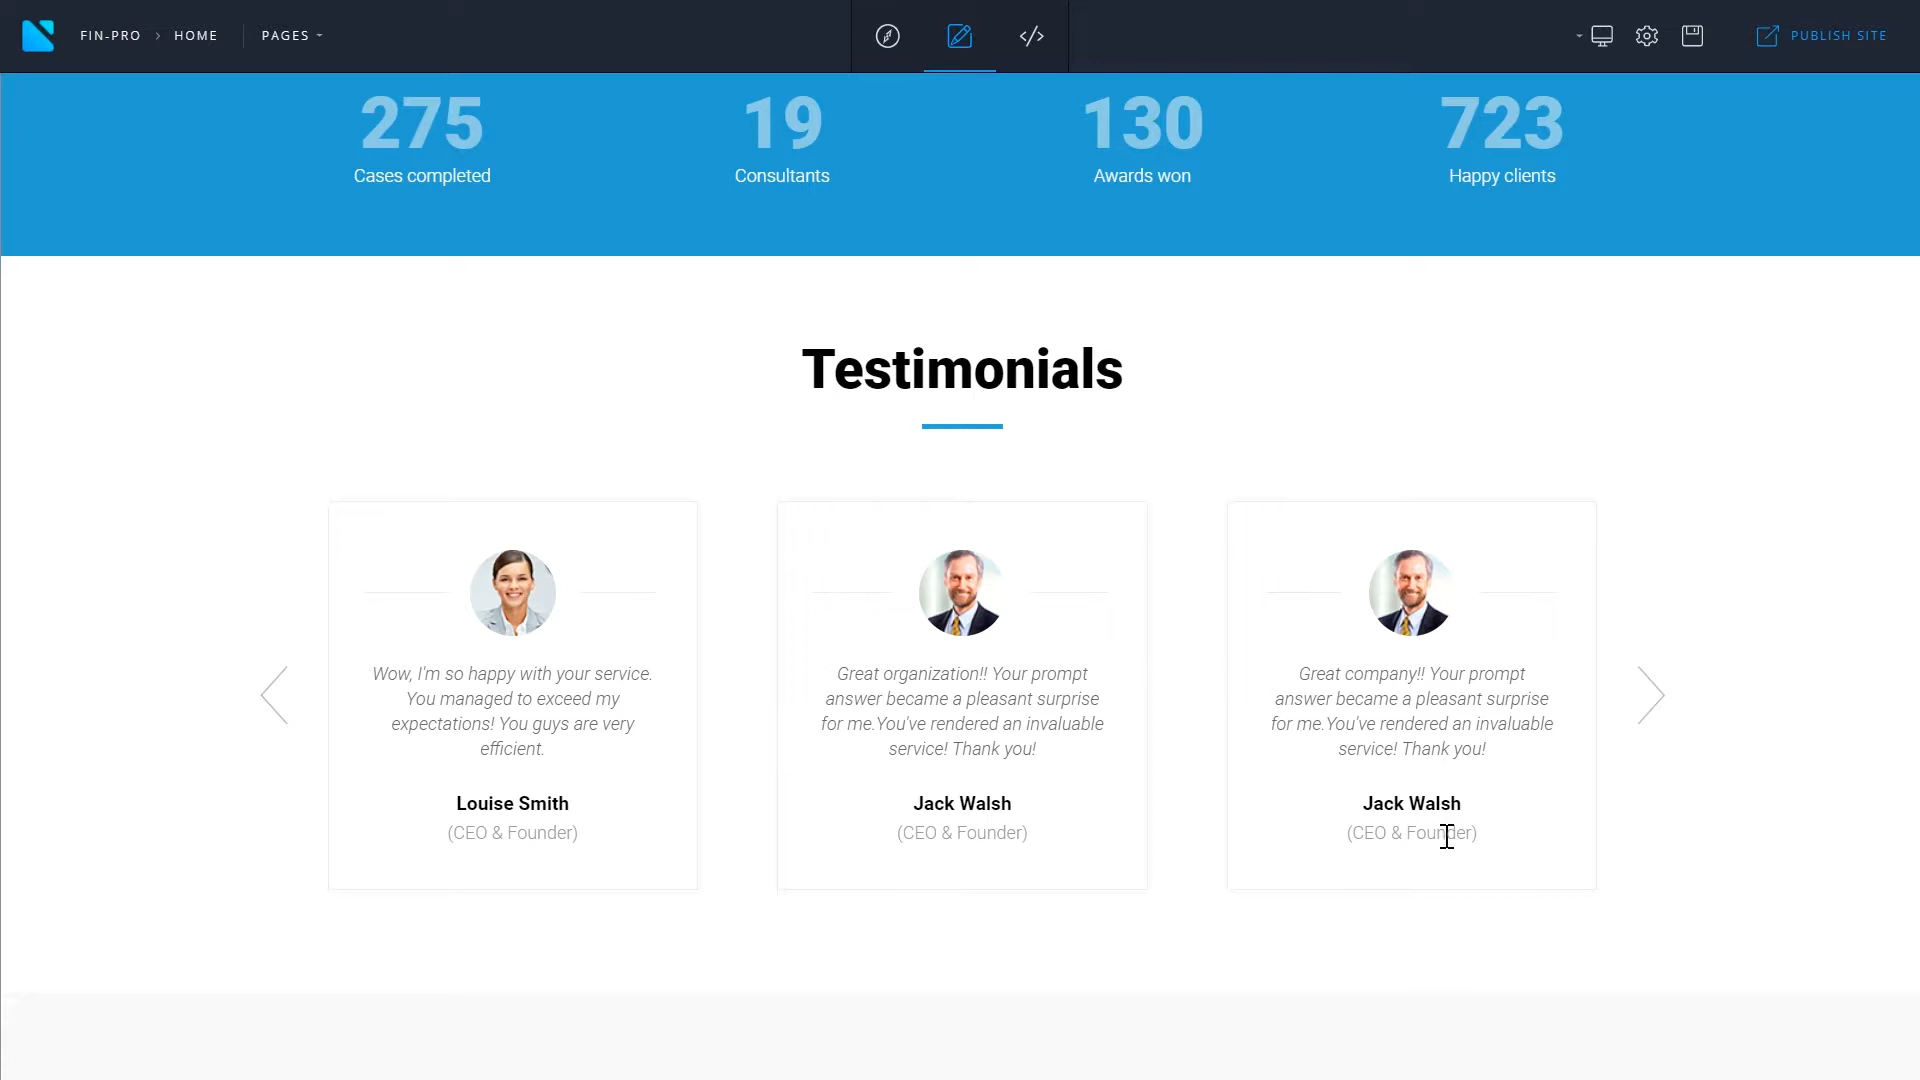 FIN-PRO > HOME PAGES
PUBLISH SITE
275 19 130 723
Cases completed Consultants Awards won Happy clients
Testimonials
Wow, I'm so happy with your service.
You managed to exceed my
expectations! You guys are very
efficient.
Louise Smith
(CEO & Founder)
Great organization!! Your prompt
answer became a pleasant surprise
for me.You've rendered an invaluable
service! Thank you!
Jack Walsh
(CEO & Founder)
Great company!! Your prompt
answer became a pleasant surprise
for me.You've rendered an invaluable
service! Thank you!
Jack Walsh
(CEO & Founder)